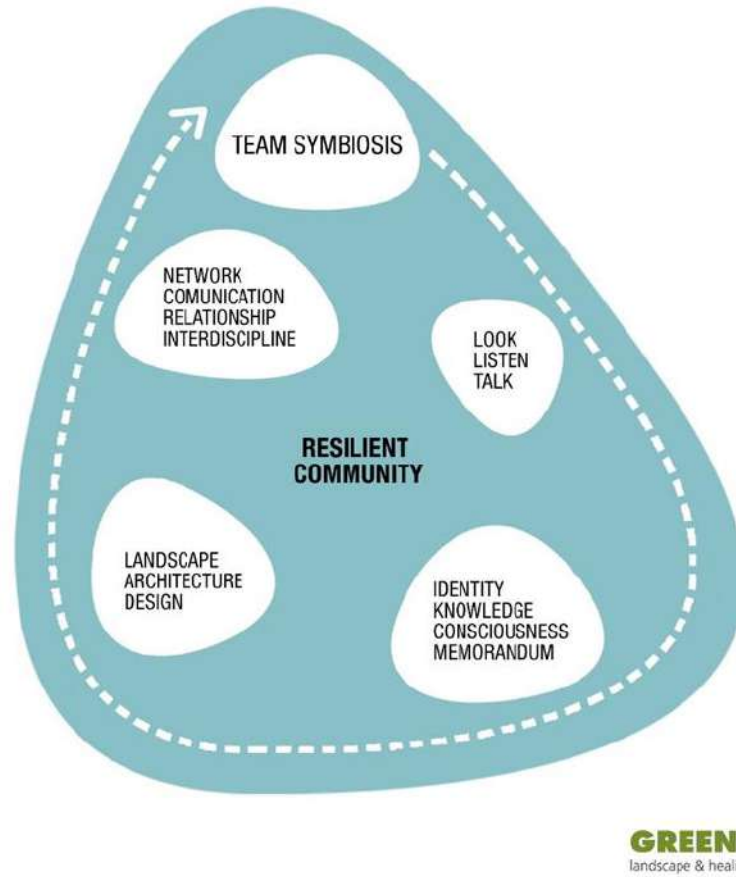 TEAM SYMBIOSIS
NETWORK
COMUNICATION
RELATIONSHIP
INTERDISCIPLINE
LOOK
LISTEN
TALK
RESILIENT
COMMUNITY
LANDSCAPE
ARCHITECTURE
DESIGN
IDENTITY
KNOWLEDGE
CONSCIOUSNESS
MEMORANDUM
GREEN
landscape &